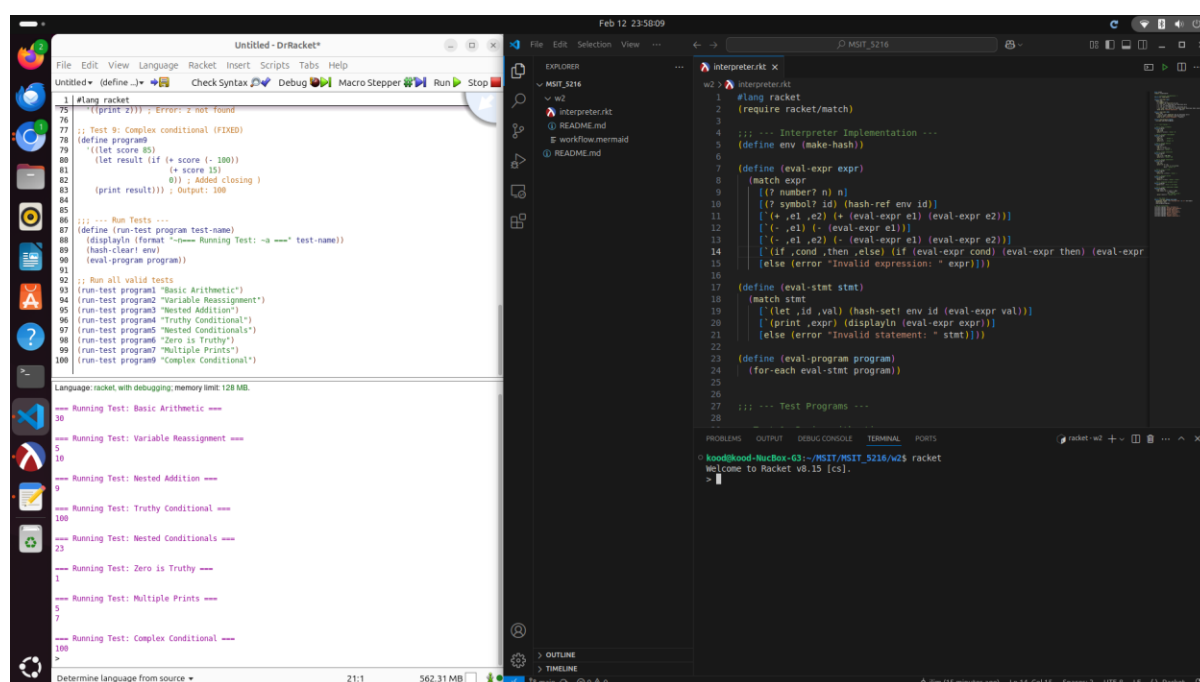 Feb 12 23:58:09
Untitled - DrRacket*
File Edit View Language Racket Insert Scripts Tabs Help
Untitled (define ...) Check Syntax Debug Macro Stepper Run Stop
1 #lang racket
75 '((print z))) ; Error: z not found
76
77 ;; Test 9: Complex conditional (FIXED)
78 (define program9
79 '((let score 85)
80 (let result (if (+ score (- 100))
81 (+ score 15)
82 0)) ; Added closing )
83 (print result))) ; Output: 100
84
85
86 ;;; --- Run Tests ---
87 (define (run-test program test-name)
88 (displayln (format "~n=== Running Test: ~a ===" test-name))
89 (hash-clear! env)
90 (eval-program program))
91
92 ;; Run all valid tests
93 (run-test program1 "Basic Arithmetic")
94 (run-test program2 "Variable Reassignment")
95 (run-test program3 "Nested Addition")
96 (run-test program4 "Truthy Conditional")
97 (run-test program5 "Nested Conditionals")
98 (run-test program6 "Zero is Truthy")
99 (run-test program7 "Multiple Prints")
100 (run-test program9 "Complex Conditional")
Language: racket, with debugging; memory limit: 128 MB.
=== Running Test: Basic Arithmetic ===
30
=== Running Test: Variable Reassignment ===
5
10
=== Running Test: Nested Addition ===
9
=== Running Test: Truthy Conditional ===
100
=== Running Test: Nested Conditionals ===
23
=== Running Test: Zero is Truthy ===
1
=== Running Test: Multiple Prints ===
5
7
=== Running Test: Complex Conditional ===
100
>
Determine language from source 21:1 562.31 MB
File Edit Selection View ... MSIT_5216
EXPLORER ...
MSIT_5216
w2
interpreter.rkt
README.md
workflow.mermaid
README.md
OUTLINE
TIMELINE
interpreter.rkt
w2 > interpreter.rkt
1 #lang racket
2 (require racket/match)
3
4 ;;; --- Interpreter Implementation ---
5 (define env (make-hash))
6
7 (define (eval-expr expr)
8 (match expr
9 [(? number? n) n]
10 [(? symbol? id) (hash-ref env id)]
11 [`(+ ,e1 ,e2) (+ (eval-expr e1) (eval-expr e2))]
12 [`(- ,e1) (- (eval-expr e1))]
13 [`(- ,e1 ,e2) (- (eval-expr e1) (eval-expr e2))]
14 [`(if ,cond ,then ,else) (if (eval-expr cond) (eval-expr then) (eval-expr
15 [else (error "Invalid expression: " expr)]))
16
17 (define (eval-stmt stmt)
18 (match stmt
19 [`(let ,id ,val) (hash-set! env id (eval-expr val))]
20 [`(print ,expr) (displayln (eval-expr expr))]
21 [else (error "Invalid statement: " stmt)]))
22
23 (define (eval-program program)
24 (for-each eval-stmt program))
25
26
27 ;;; --- Test Programs ---
28
PROBLEMS OUTPUT DEBUG CONSOLE TERMINAL PORTS racket - w2
kood@kood-NucBox-G3:~/MSIT/MSIT_5216/w2$ racket
Welcome to Racket v8.15 [cs].
>